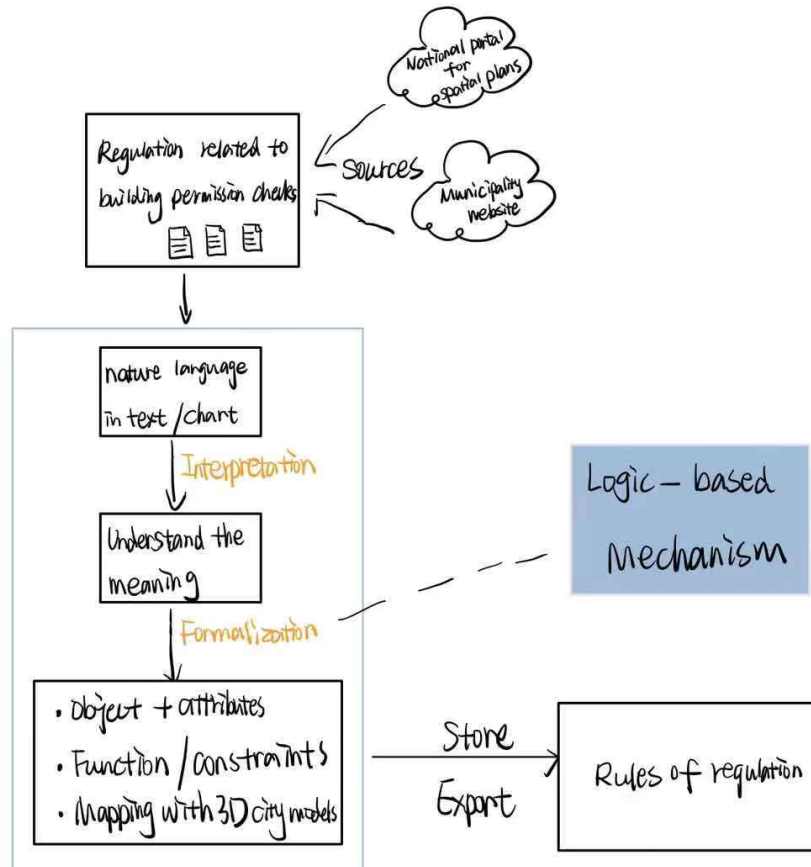 National portal
for
spatial plans
Regulation related to
building permission checks
Sources
Municipality
website
nature language
in text/chart
Interpretation
Understand the
meaning
Formalization
Logic-based
Mechanism
• Object + attributes
• Function/constraints
• Mapping with 3D city models
Store
Export
Rules of regulation